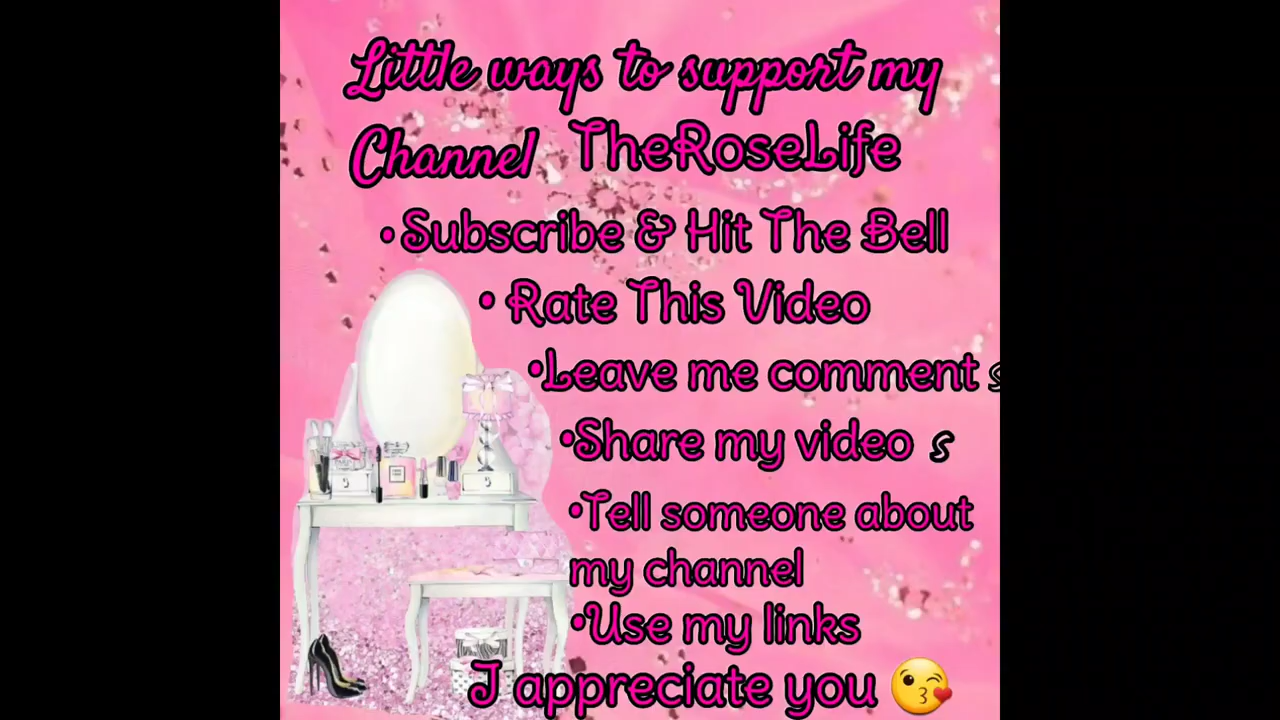 Little ways to support my
Channel TheRoseLife
•Subscribe & Hit The Bell
• Rate This Video
•Leave me comment s
•Share my video s
•Tell someone about
my channel
•Use my links
I appreciate you 😘